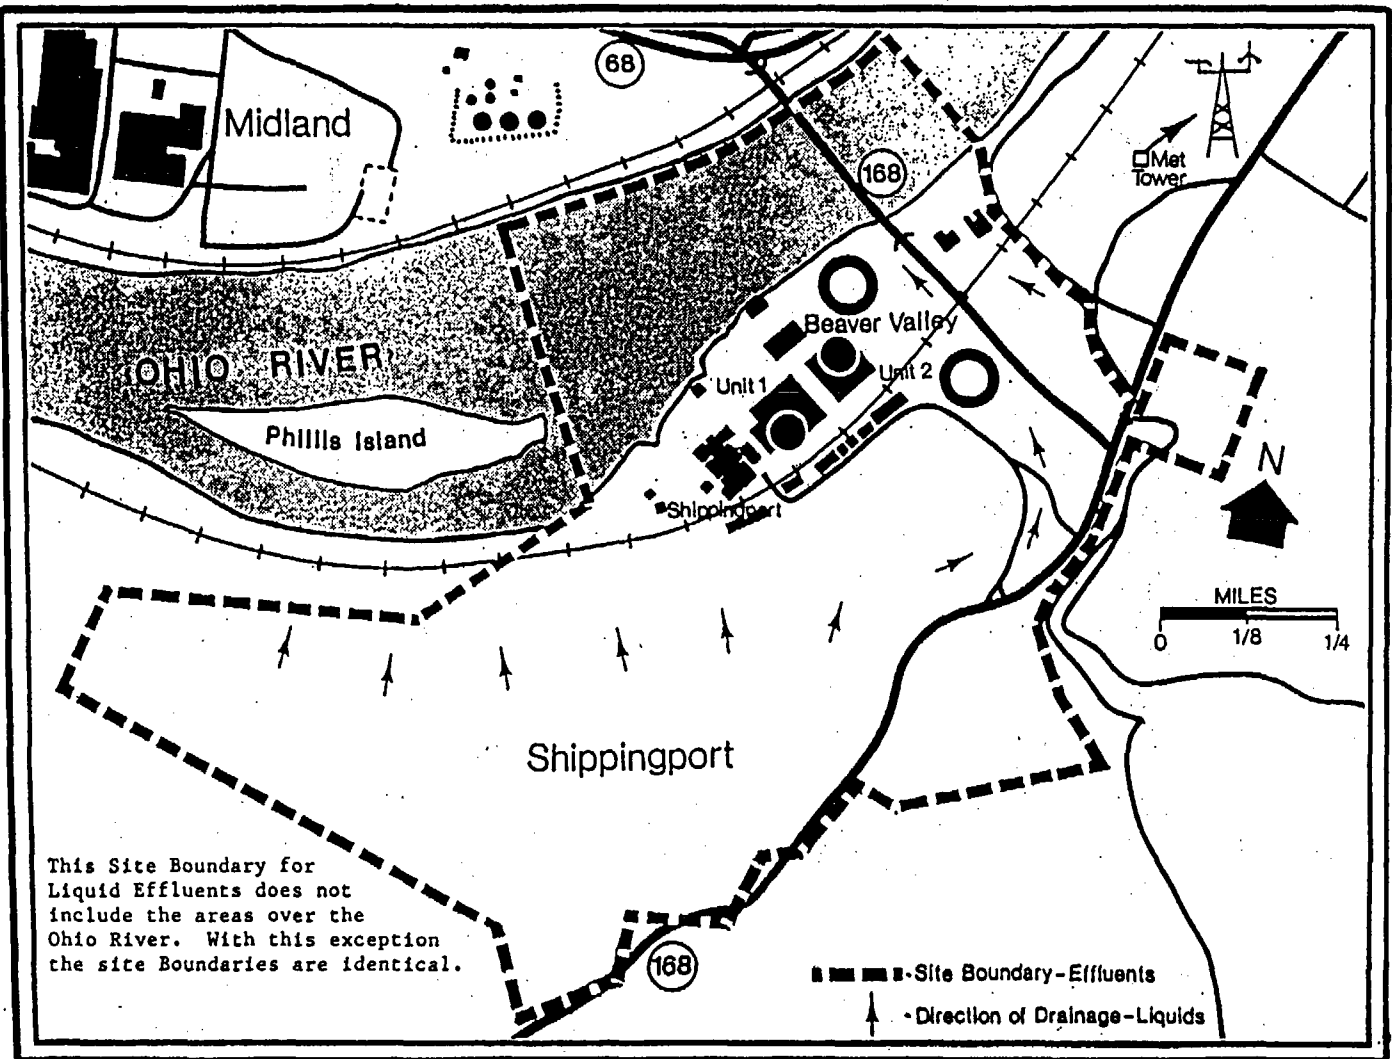 68
Midland
168
Met
Tower
Beaver Valley
OHIO RIVER
Unit 1
Unit 2
Phillis Island
N
Shippingport
MILES
0 1/8 1/4
Shippingport
This Site Boundary for
Liquid Effluents does not
include the areas over the
Ohio River. With this exception
the site Boundaries are identical.
168
Site Boundary-Effluents
Direction of Drainage-Liquids